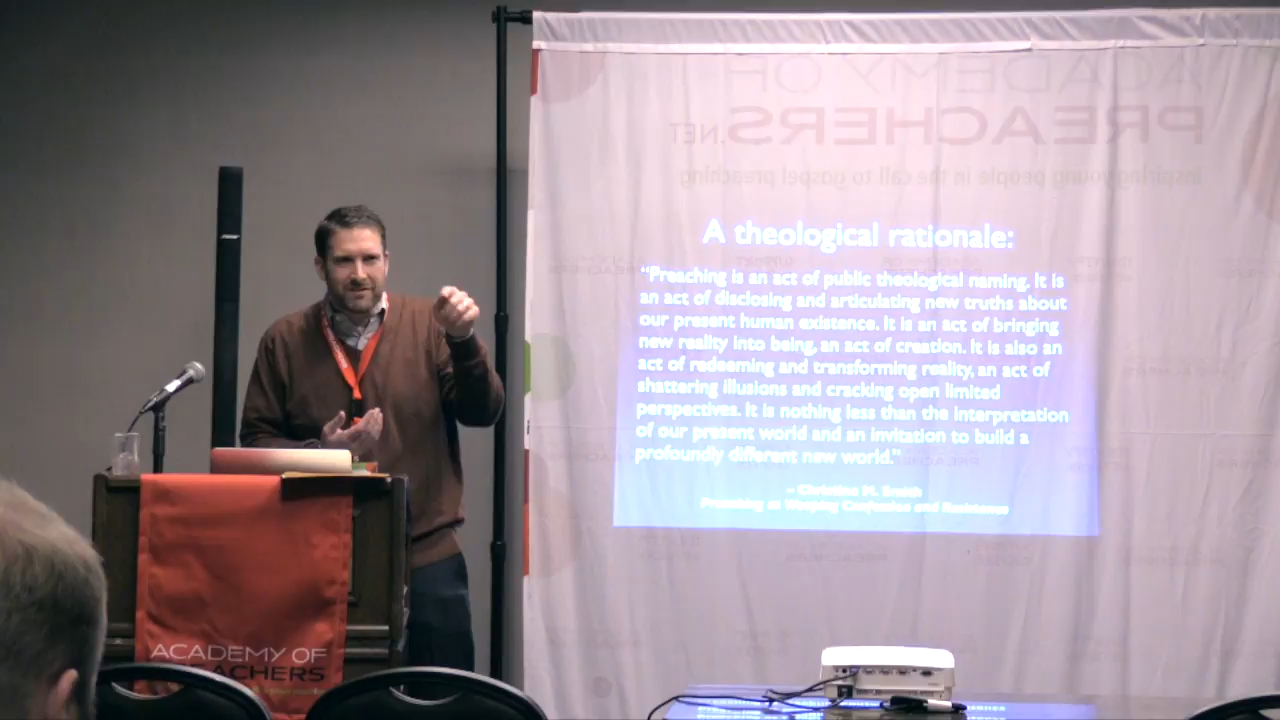 ACADEMY OF
PREACHERS.NET
inspiring young people in the call to gospel preaching
A theological rationale:
"Preaching is an act of public theological naming. It is
an act of disclosing and articulating new truths about
our present human existence. It is an act of bringing
new reality into being, an act of creation. It is also an
act of redeeming and transforming reality, an act of
shattering illusions and cracking open limited
perspectives. It is nothing less than the interpretation
of our present world and an invitation to build a
profoundly different new world."
- Christine M. Smith
Preaching as Weeping Confession and Resistance
ACADEMY OF
ACHERS